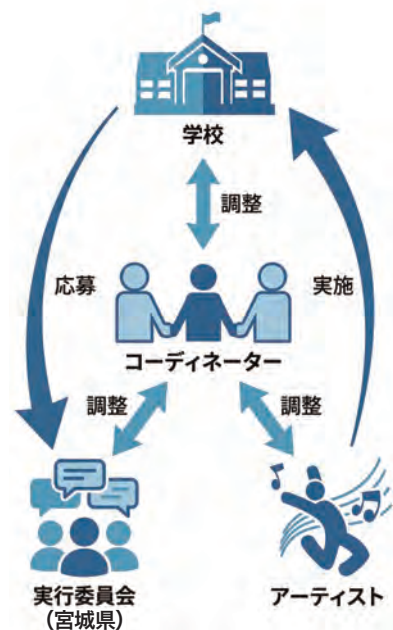 学校
調整
応募
実施
コーディネーター
調整
調整
実行委員会
(宮城県)
アーティスト